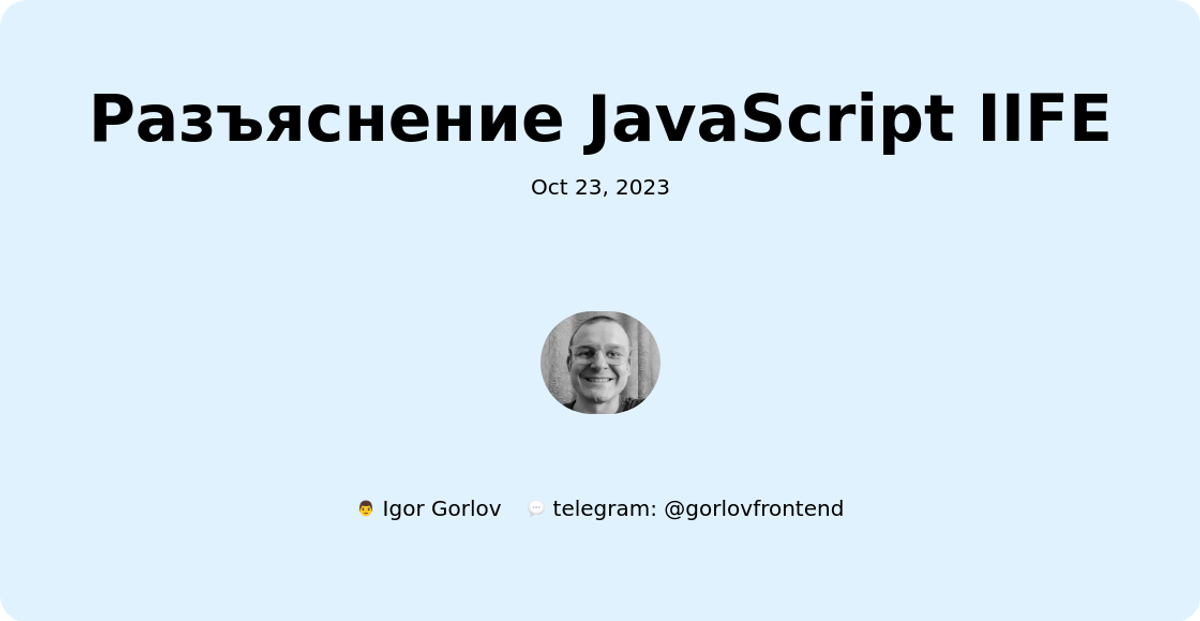 Разъяснение JavaScript IIFE
Oct 23, 2023
👨 Igor Gorlov 💬 telegram: @gorlovfrontend